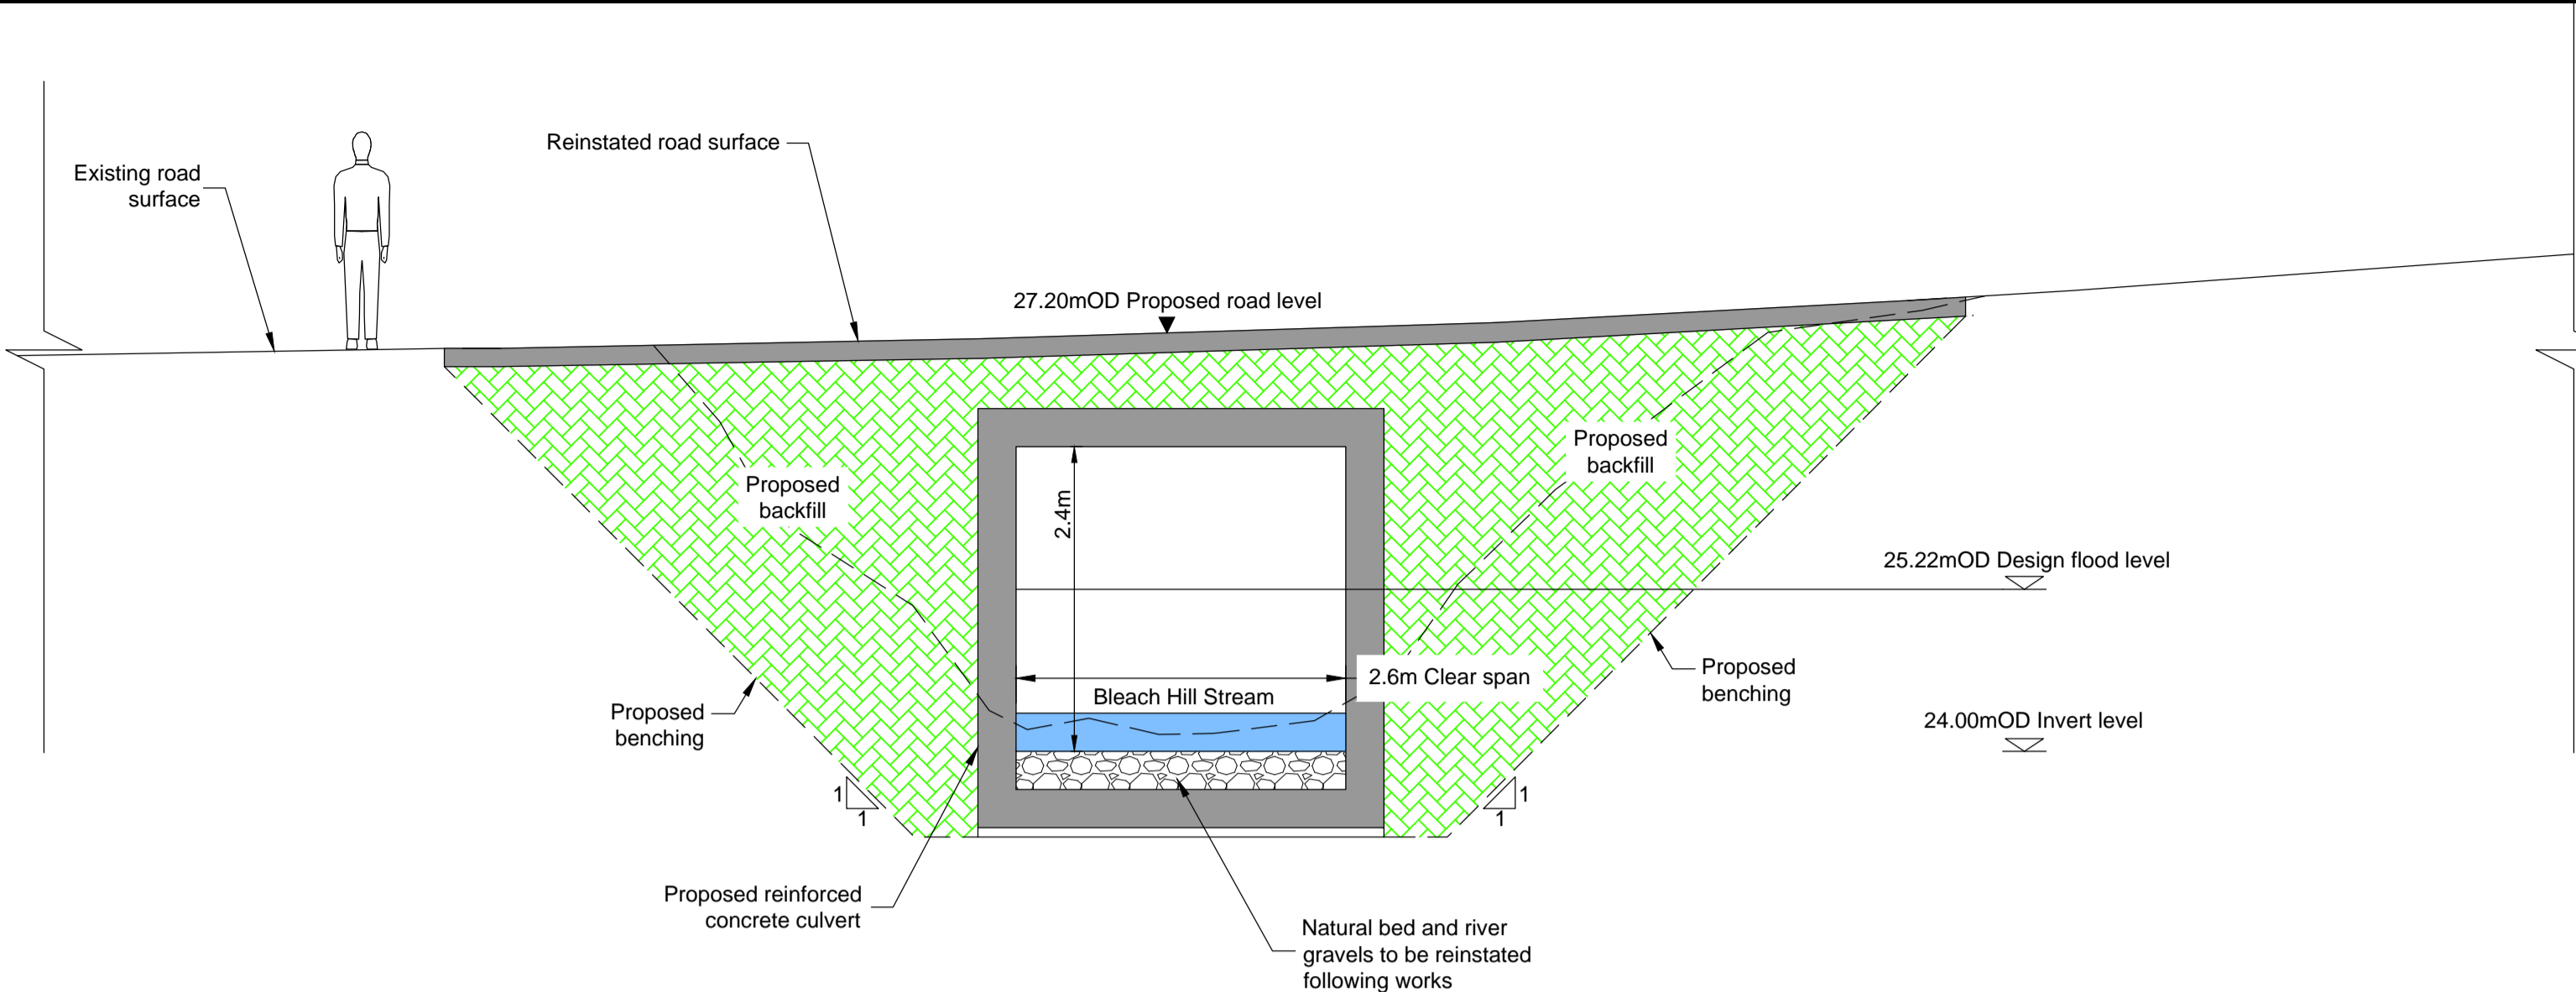 Reinstated road surface
Existing road
surface
27.20mOD Proposed road level
Proposed
backfill
Proposed
backfill
2.4m
25.22mOD Design flood level
2.6m Clear span
Bleach Hill Stream
Proposed
benching
Proposed
benching
24.00mOD Invert level
1
1
1
1
Proposed reinforced
concrete culvert
Natural bed and river
gravels to be reinstated
following works